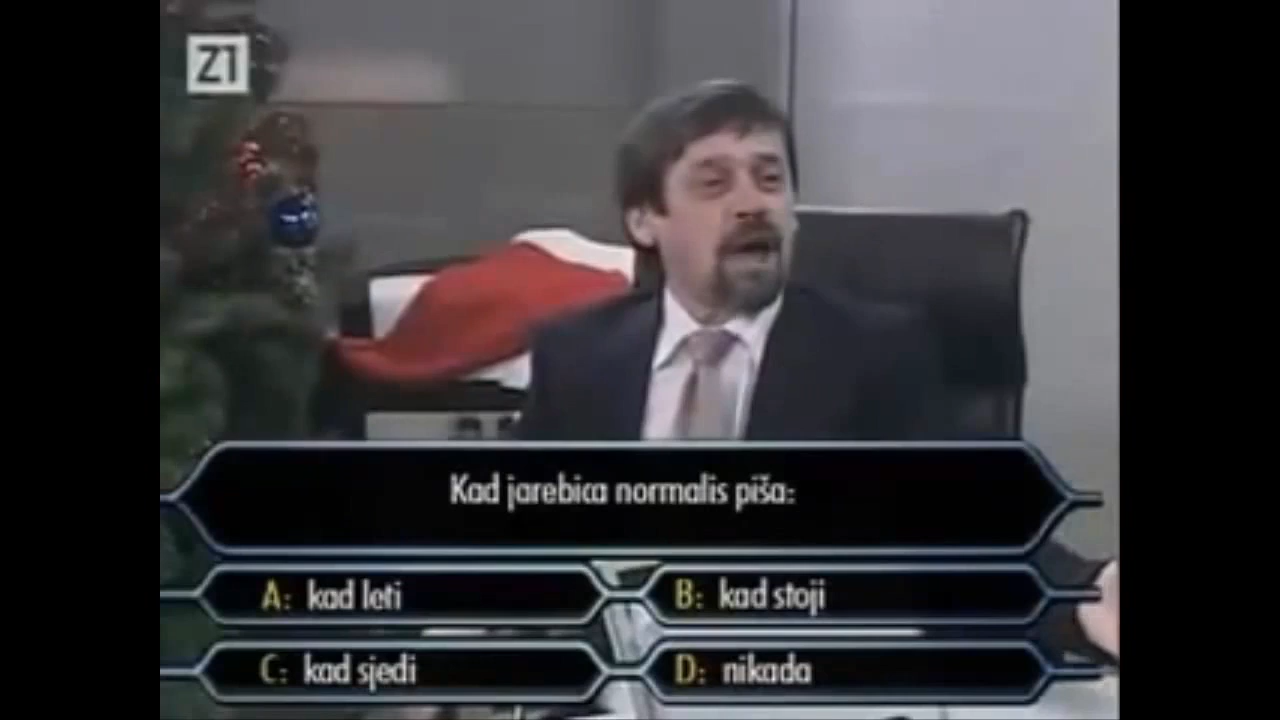 Z1
Kad jarebica normalis piša:
A: kad leti
B: kad stoji
C: kad sjedi
D: nikada